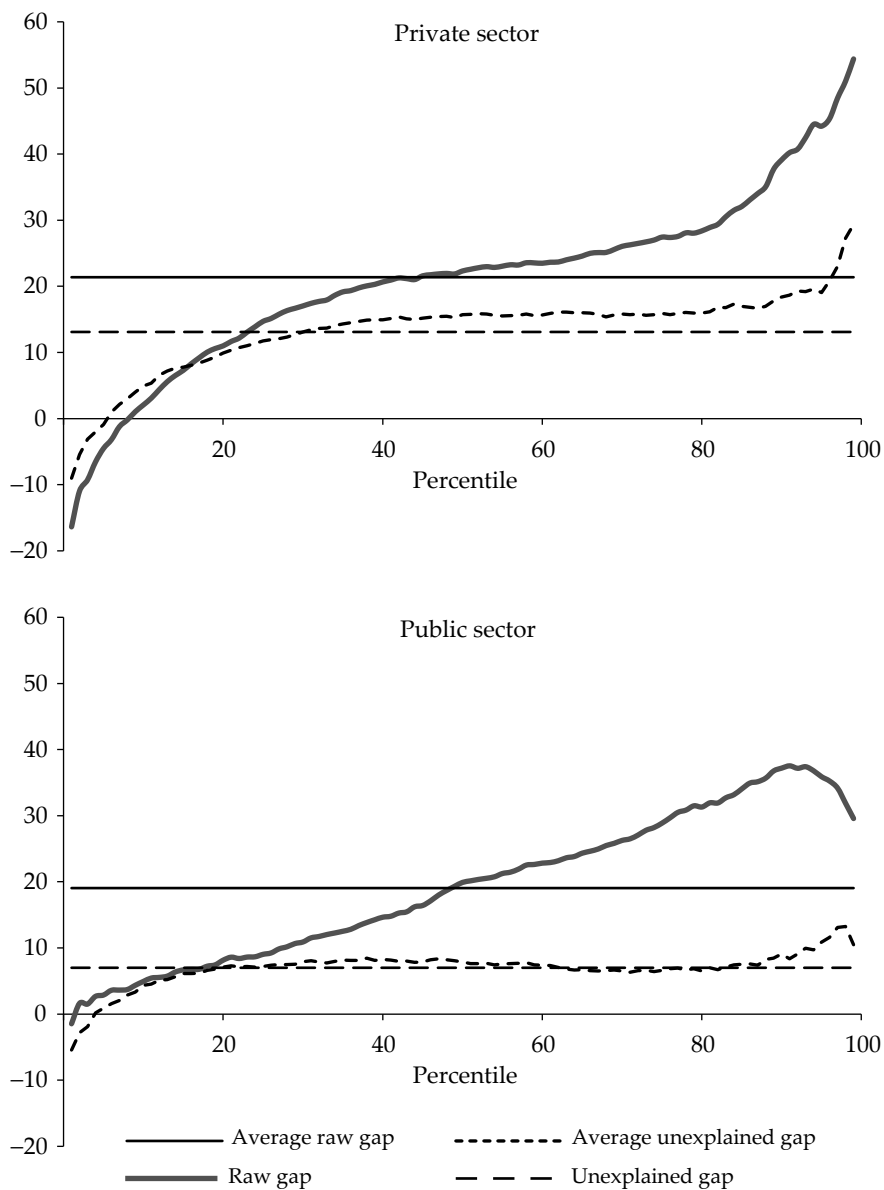 60
Private sector
50
40
30
20
10
0
20 40 60 80 100
Percentile
–10
–20
60
Public sector
50
40
30
20
10
0
20 40 60 80 100
Percentile
–10
–20
Average raw gap Average unexplained gap
Raw gap Unexplained gap